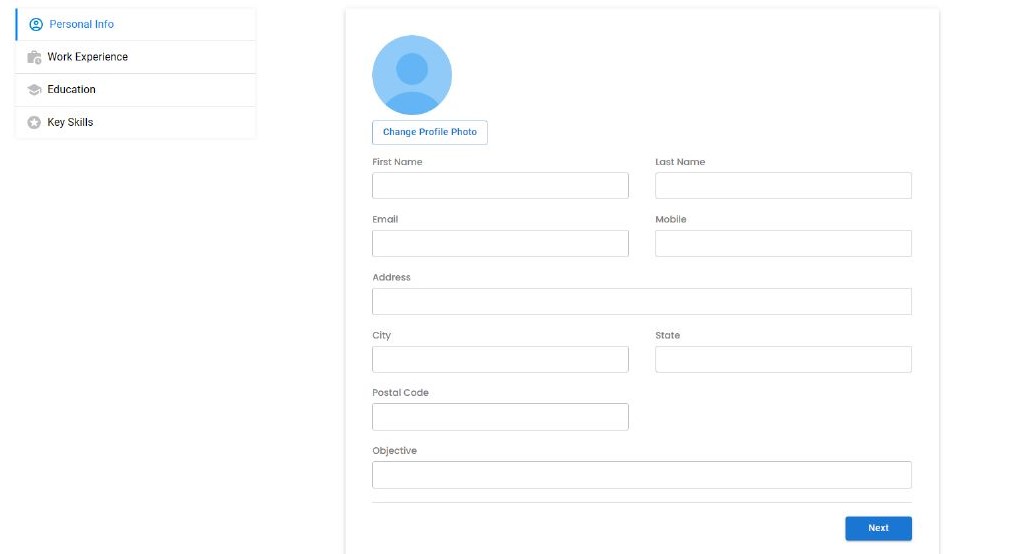 Personal Info
Work Experience
Education
Key Skills
Change Profile Photo
First Name
Last Name
Email
Mobile
Address
City
State
Postal Code
Objective
Next